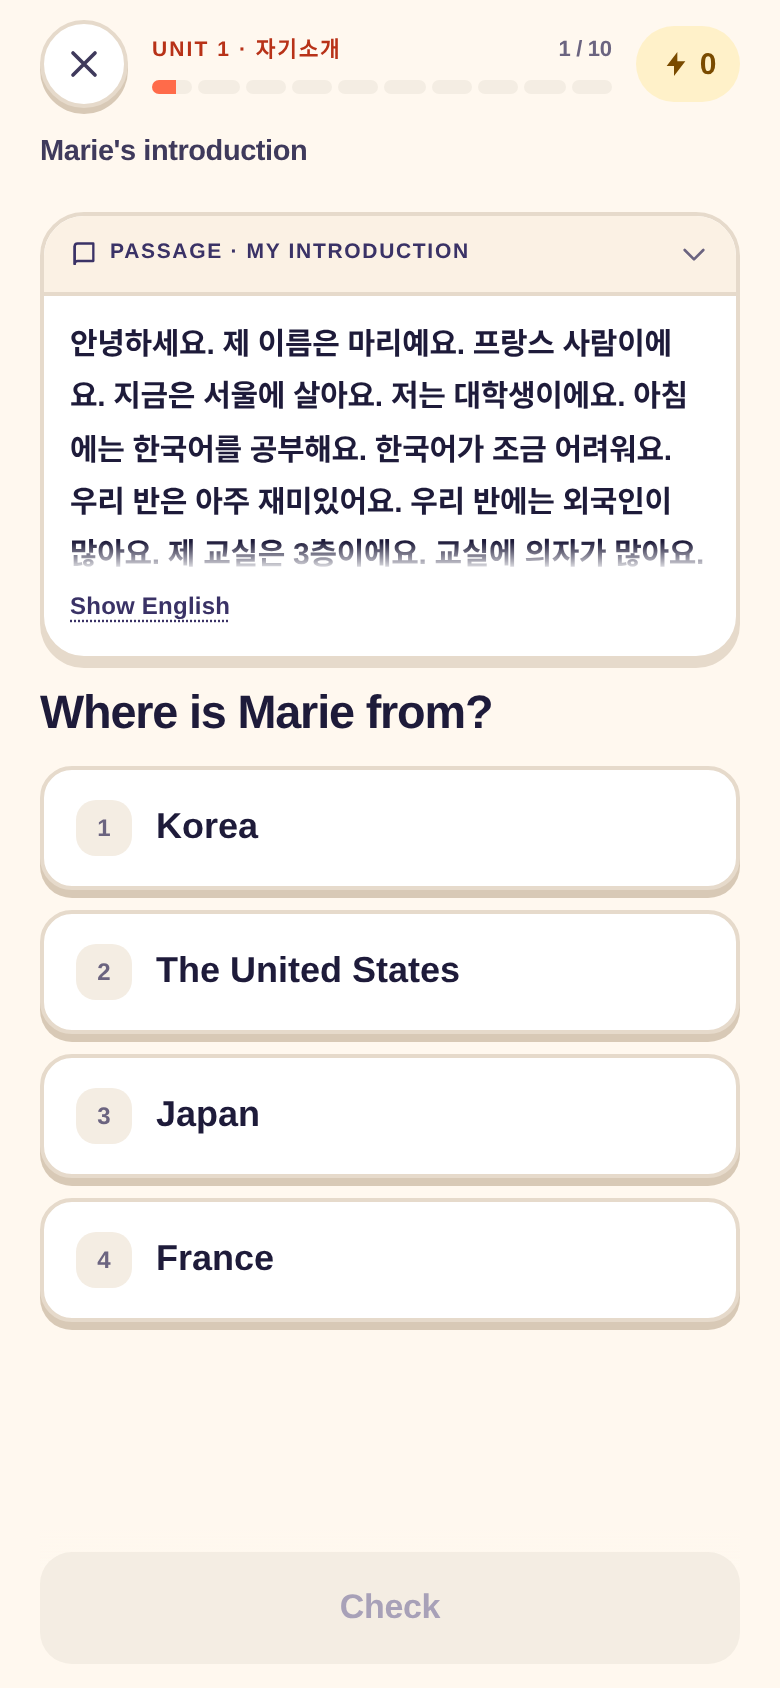 UNIT 1 · 자기소개
1 / 10
0
Marie's introduction
PASSAGE · MY INTRODUCTION
안녕하세요. 제 이름은 마리예요. 프랑스 사람이에
요. 지금은 서울에 살아요. 저는 대학생이에요. 아침
에는 한국어를 공부해요. 한국어가 조금 어려워요.
우리 반은 아주 재미있어요. 우리 반에는 외국인이
많아요. 제 교실은 3층이에요. 교실에 의자가 많아요.
Show English
Where is Marie from?
1 Korea
2 The United States
3 Japan
4 France
Check